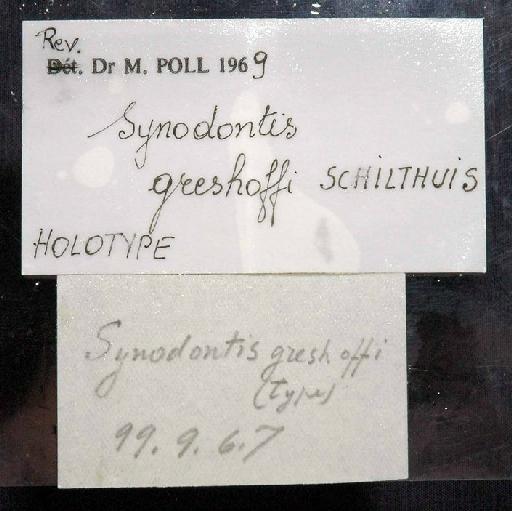 Rev.
Dét. Dr M. POLL 1969
Synodontis
greshoffi SCHILTHUIS
HOLOTYPE
Synodontis greshoffi
(type)
99.9.6.7